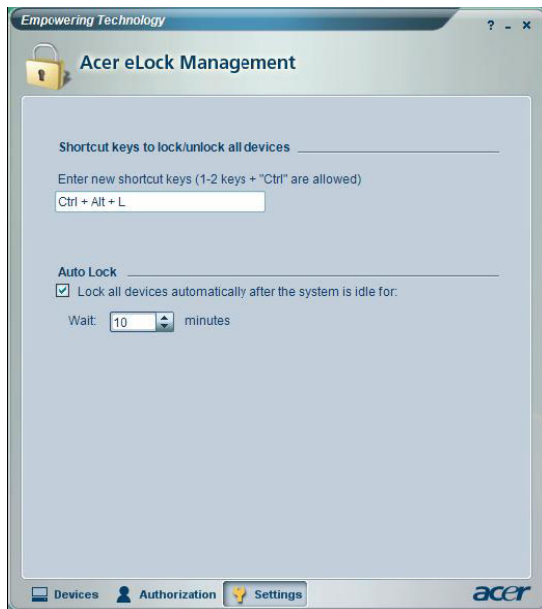 Empowering Technology
? - ×
Acer eLock Management
Shortcut keys to lock/unlock all devices
Enter new shortcut keys (1-2 keys + "Ctrl" are allowed)
Ctrl + Alt + L
Auto Lock
Lock all devices automatically after the system is idle for:
Wait: 10 minutes
Devices Authorization Settings acer